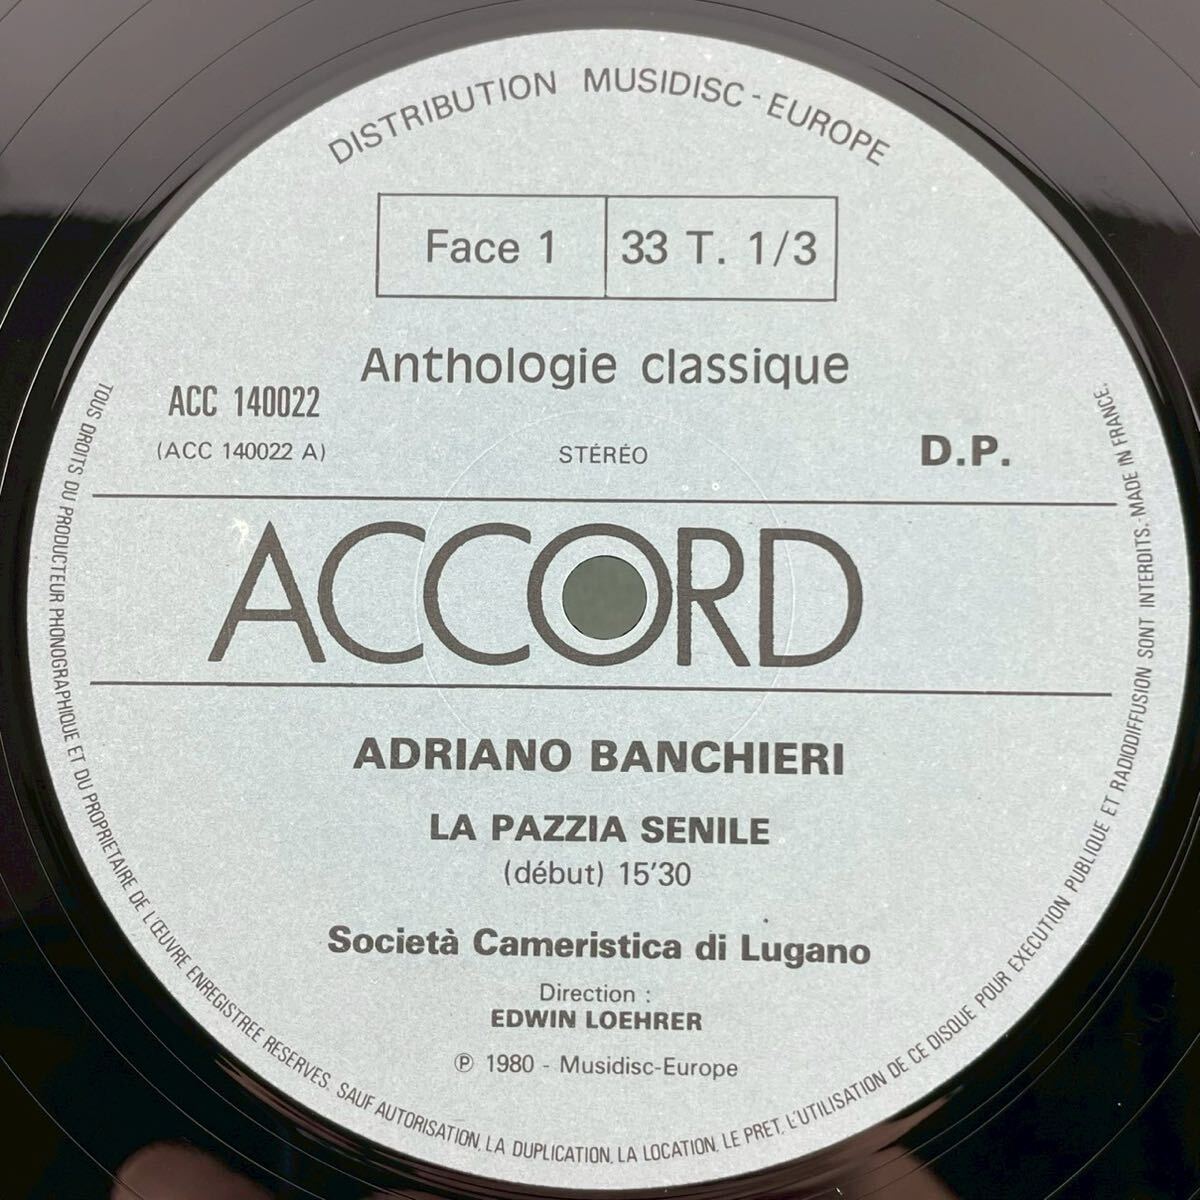 DISTRIBUTION MUSIDISC - EUROPE
Face 1
33 T. 1/3
Anthologie classique
ACC 140022
(ACC 140022 A)
STÉRÉO
D.P.
ACCORD
ADRIANO BANCHIERI
LA PAZZIA SENILE
(début) 15'30
Società Cameristica di Lugano
Direction :
EDWIN LOEHRER
℗ 1980 - Musidisc-Europe
TOUS DROITS DU PRODUCTEUR PHONOGRAPHIQUE ET DU PROPRIETAIRE DE L'ŒUVRE ENREGISTREE RESERVES. SAUF AUTORISATION, LA DUPLICATION, LA LOCATION, LE PRET, L'UTILISATION DE CE DISQUE POUR EXECUTION PUBLIQUE ET RADIODIFFUSION SONT INTERDITS. MADE IN FRANCE.